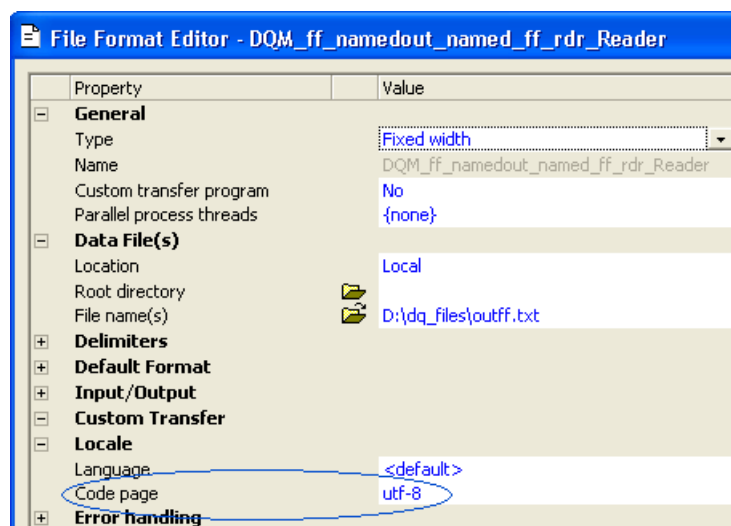 File Format Editor - DQM_ff_namedout_named_ff_rdr_Reader
Property Value
General
Type Fixed width
Name DQM_ff_namedout_named_ff_rdr_Reader
Custom transfer program No
Parallel process threads {none}
Data File(s)
Location Local
Root directory
File name(s) D:\dq_files\outff.txt
Delimiters
Default Format
Input/Output
Custom Transfer
Locale
Language <default>
Code page utf-8
Error handling